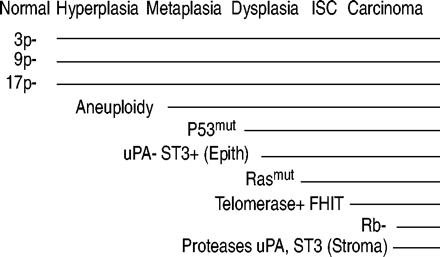 Normal Hyperplasia Metaplasia Dysplasia ISC Carcinoma
3p-
9p-
17p-
Aneuploidy
P53mut
uPA- ST3+ (Epith)
Rasmut
Telomerase+ FHIT
Rb-
Proteases uPA, ST3 (Stroma)